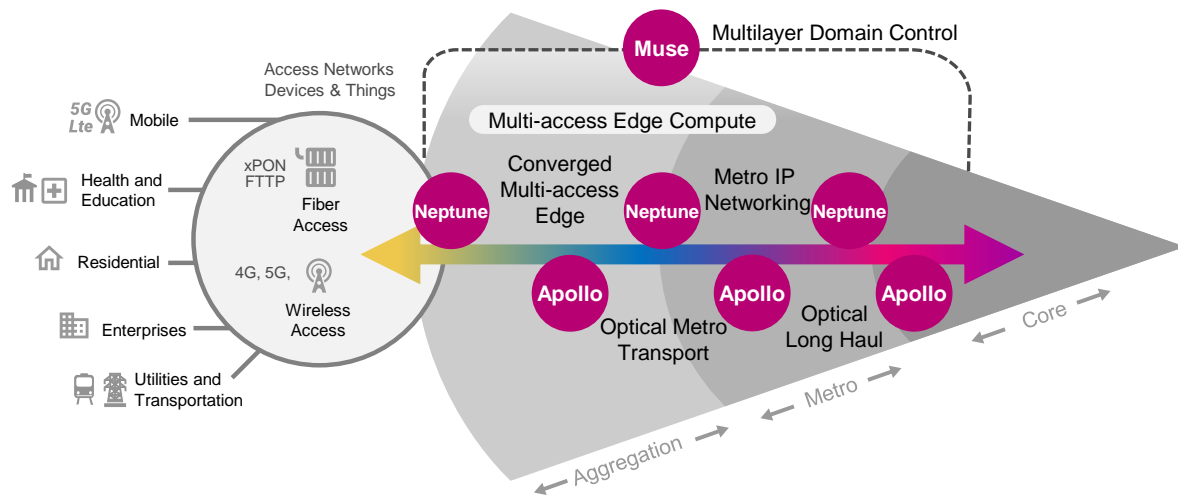 Muse
Multilayer Domain Control
Access Networks
Devices & Things
5G
Lte
Mobile
Multi-access Edge Compute
xPON
FTTP
Fiber
Access
Converged
Multi-access
Edge
Metro IP
Networking
Health and
Education
Neptune
Neptune
Neptune
Residential
4G, 5G,
Wireless
Access
Apollo
Apollo
Apollo
Optical Metro
Transport
Optical
Long Haul
Enterprises
Utilities and
Transportation
Core
Metro
Aggregation